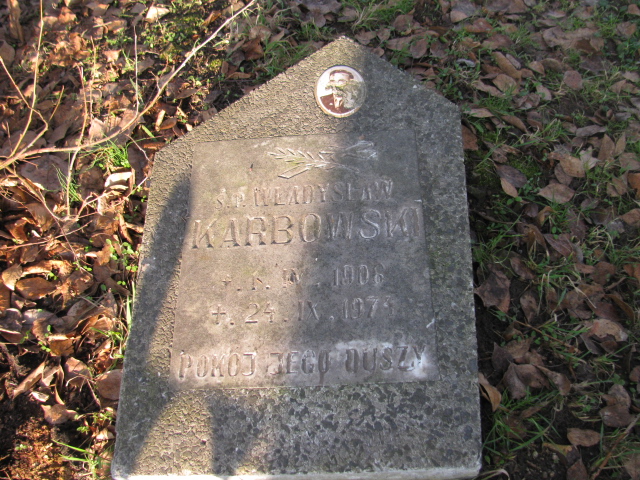 Ś.P. WŁADYSŁAW
KARBOWSKI
IV. 1906
+. 24. IX.
POKÓJ JEGO DUSZY